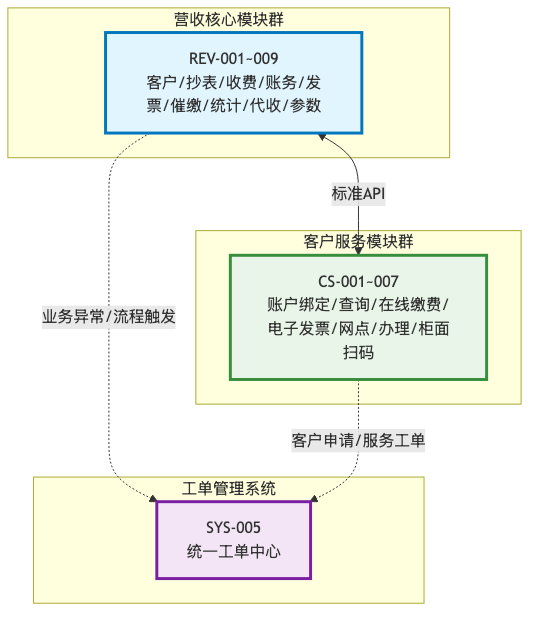 营收核心模块群
REV-001~009
客户/抄表/收费/账务/发
票/催缴/统计/代收/参数
标准API
客户服务模块群
CS-001~007
账户绑定/查询/在线缴费/
电子发票/网点/办理/柜面
扫码
业务异常/流程触发
客户申请/服务工单
工单管理系统
SYS-005
统一工单中心